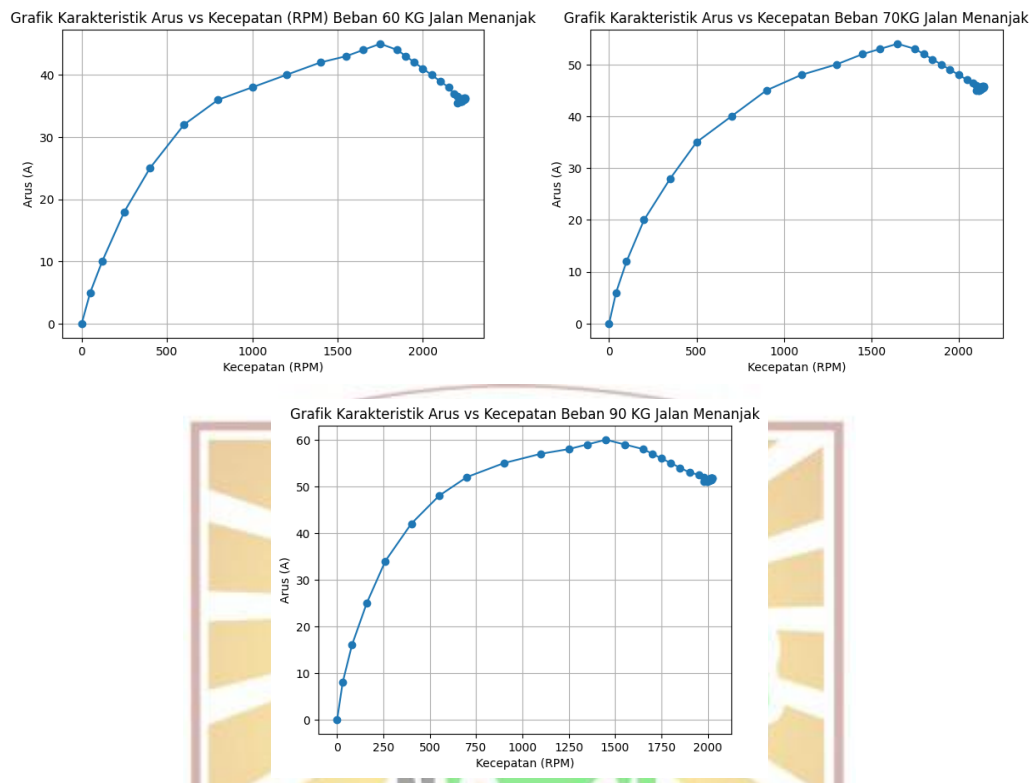 Grafik Karakteristik Arus vs Kecepatan (RPM) Beban 60 KG Jalan Menanjak
40
30
20
10
0
Arus (A)
0 500 1000 1500 2000
Kecepatan (RPM)
Grafik Karakteristik Arus vs Kecepatan Beban 70KG Jalan Menanjak
50
40
30
20
10
0
Arus (A)
0 500 1000 1500 2000
Kecepatan (RPM)
Grafik Karakteristik Arus vs Kecepatan Beban 90 KG Jalan Menanjak
60
50
40
30
20
10
0
Arus (A)
0 250 500 750 1000 1250 1500 1750 2000
Kecepatan (RPM)